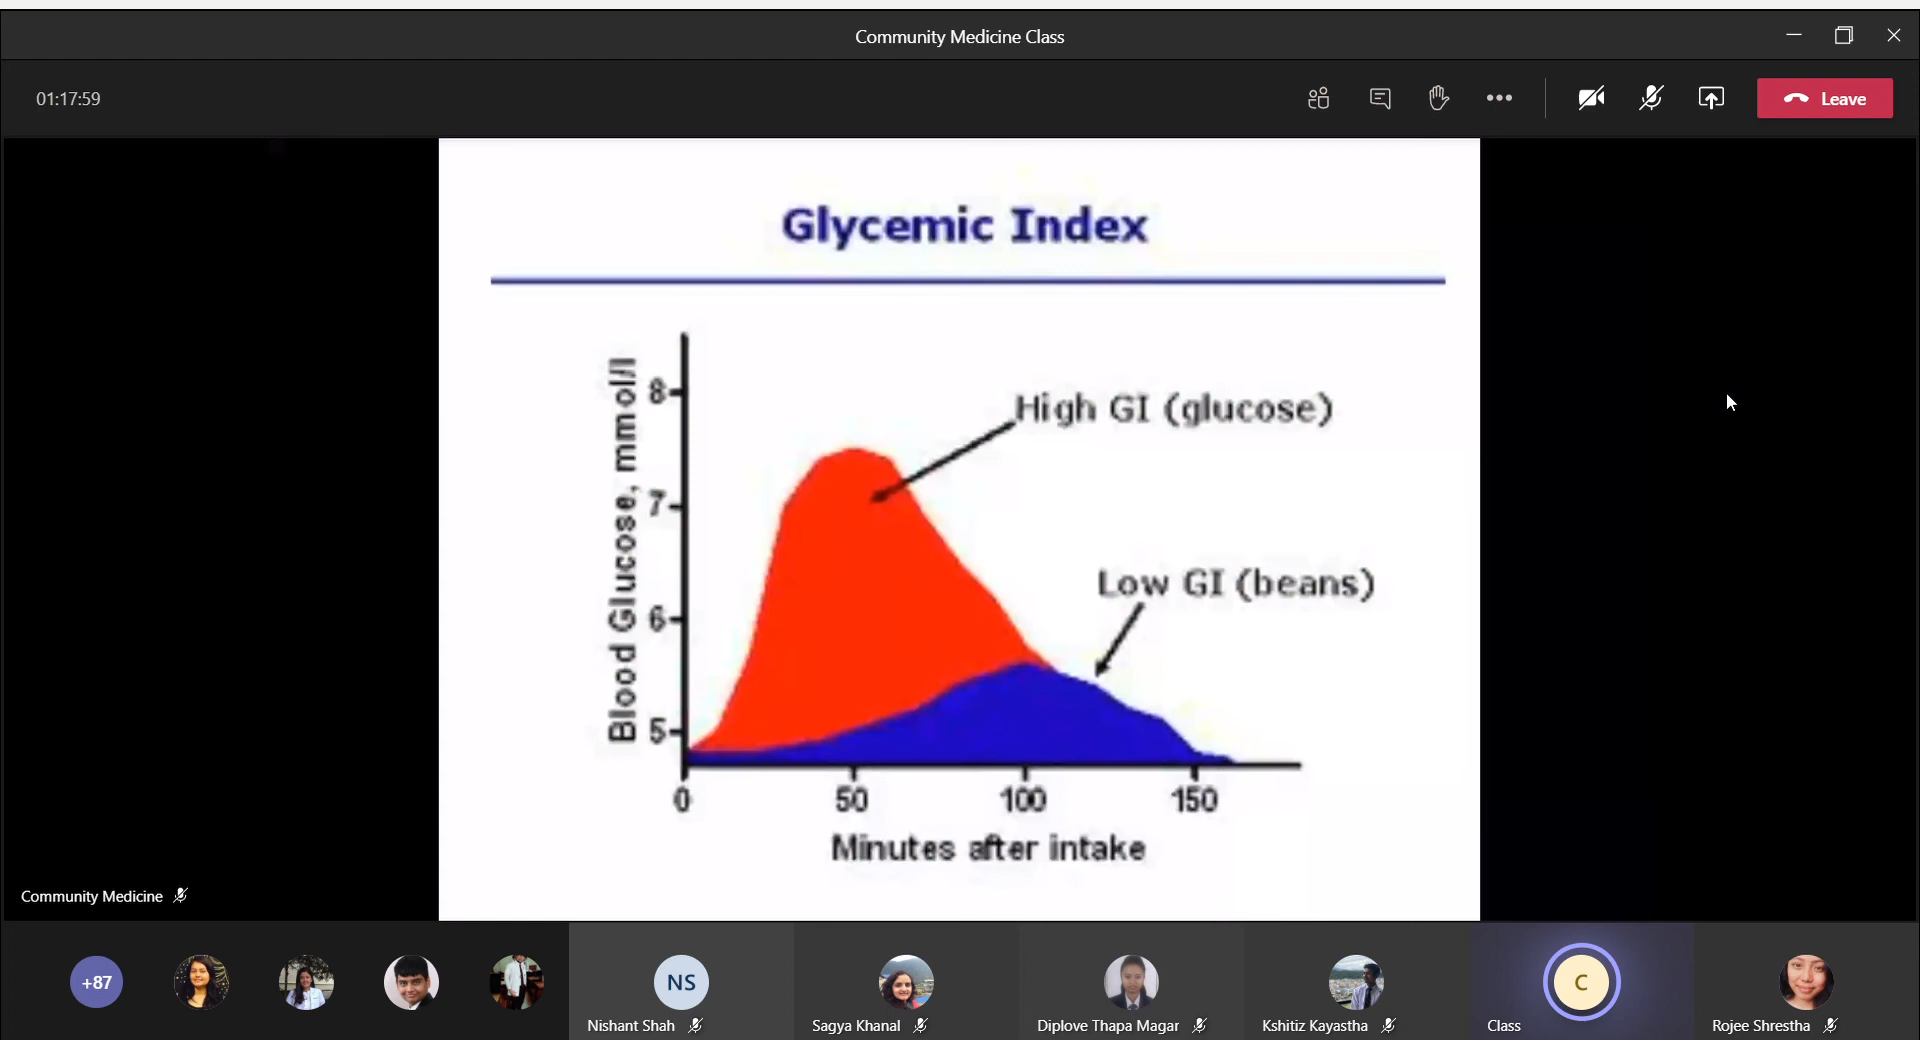 Community Medicine Class
01:17:59
Leave
Glycemic Index
Blood Glucose, mmol/l
8
7
6
5
High GI (glucose)
Low GI (beans)
0 50 100 150
Minutes after intake
Community Medicine
+87
NS
C
Nishant Shah
Sagya Khanal
Diplove Thapa Magar
Kshitiz Kayastha
Class
Rojee Shrestha